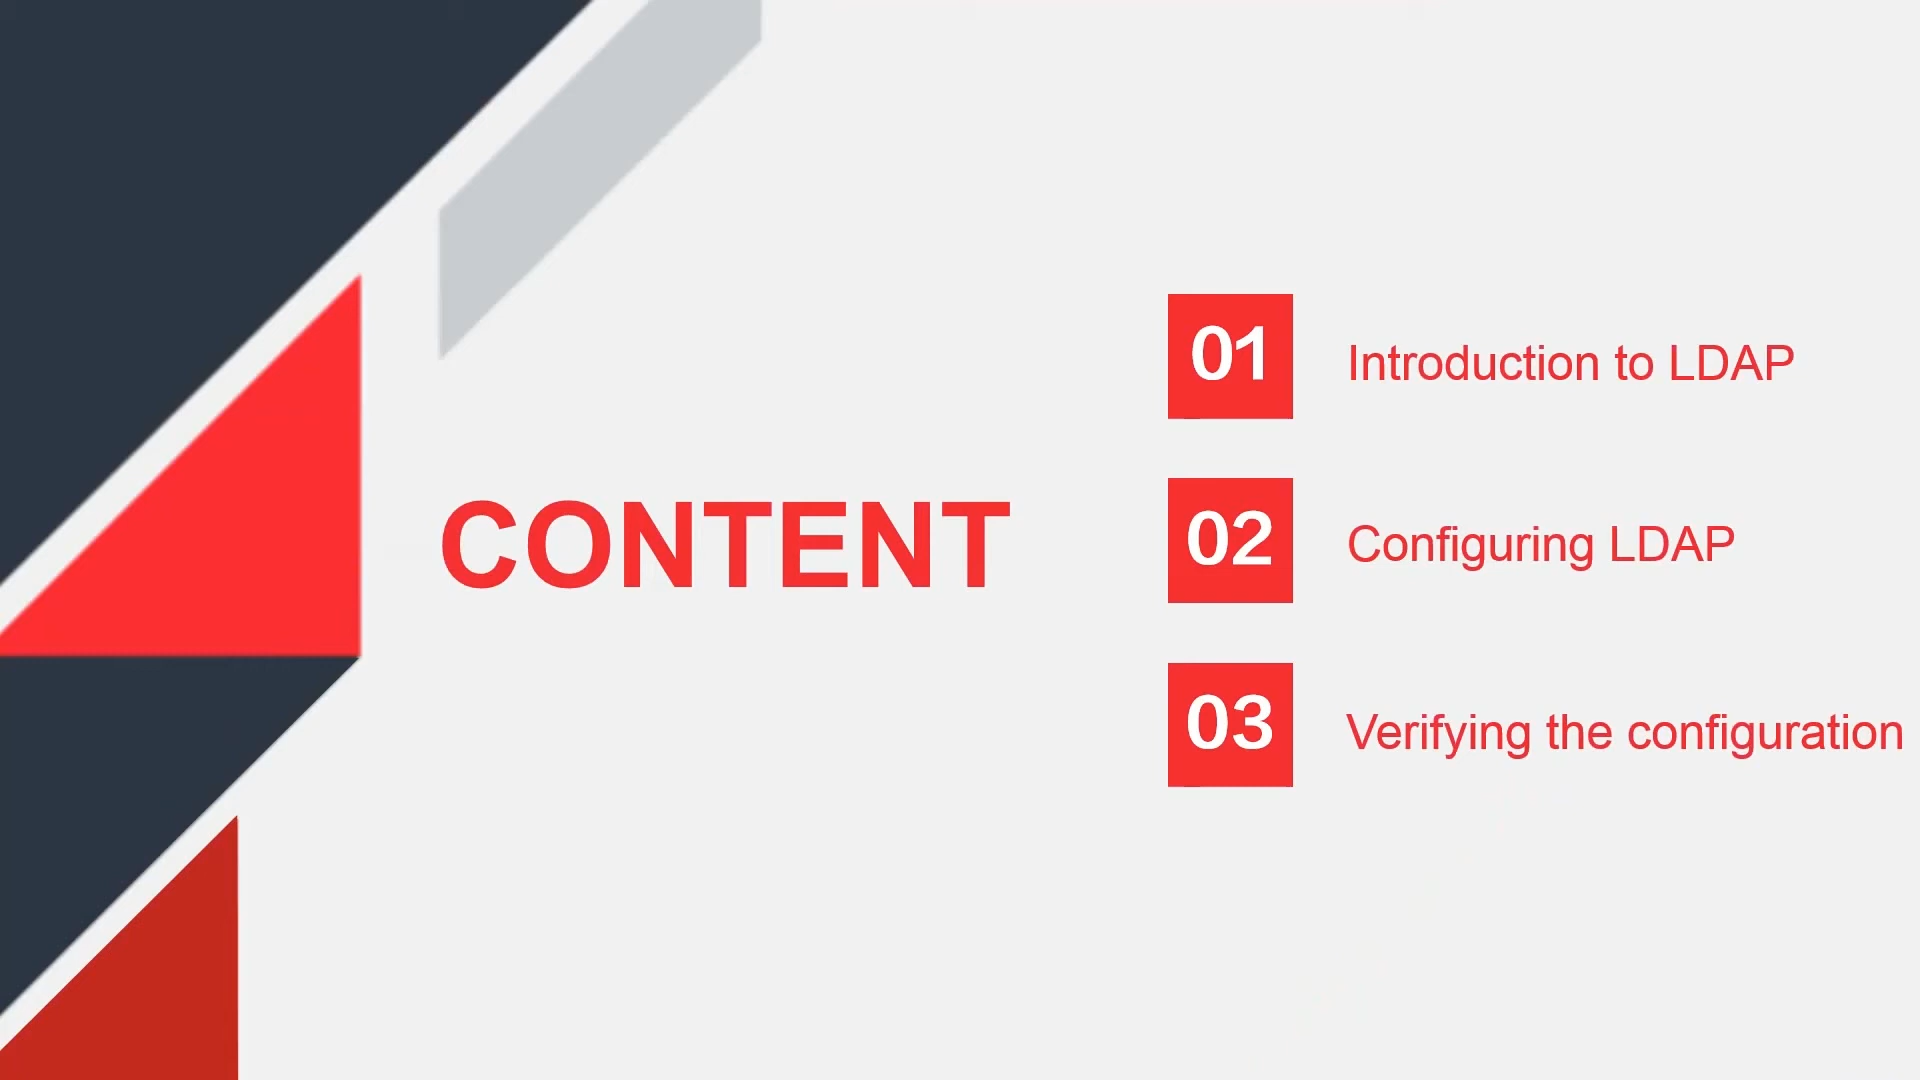 CONTENT
01 Introduction to LDAP
02 Configuring LDAP
03 Verifying the configuration